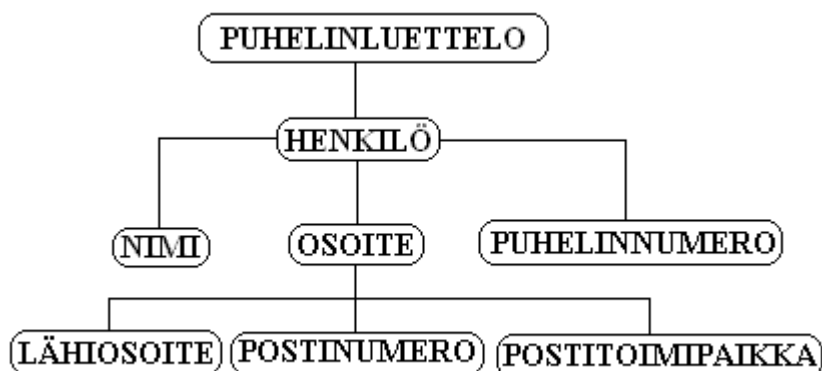 PUHELINLUETTELO
HENKILÖ
NIMI
OSOITE
PUHELINNUMERO
LÄHIOSOITE
POSTINUMERO
POSTITOIMIPAIKKA